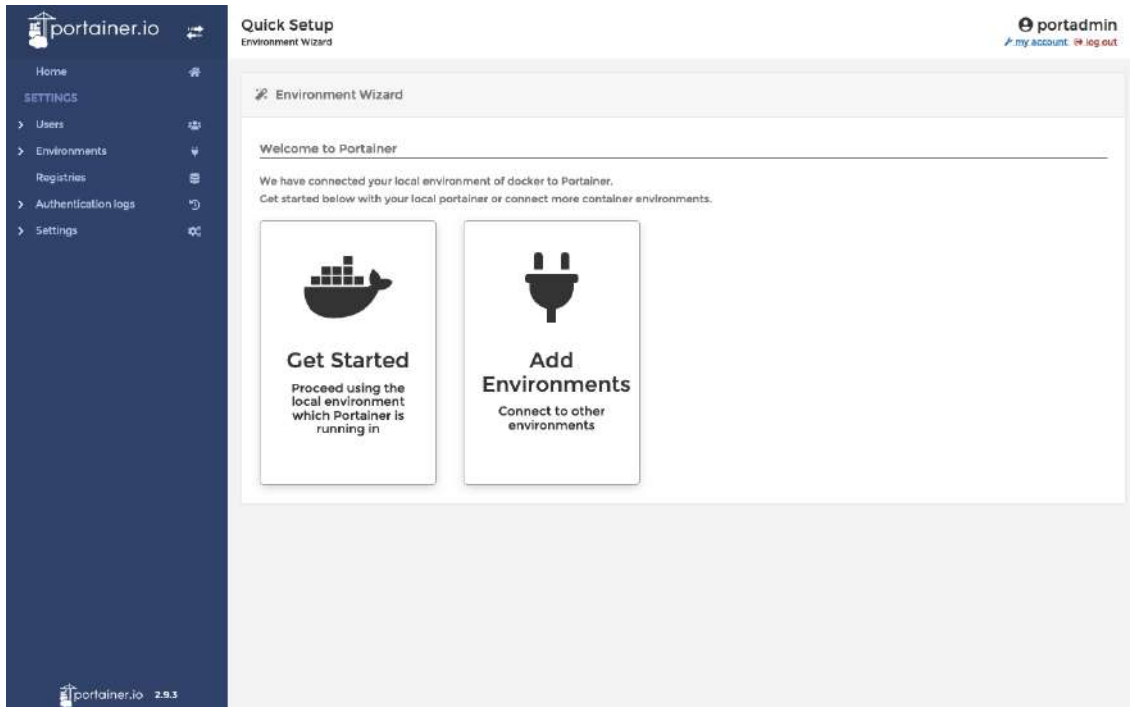 portainer.io
Home
SETTINGS
Users
Environments
Registries
Authentication logs
Settings
portainer.io 2.9.3
Quick Setup
Environment Wizard
portadmin
my account log out
Environment Wizard
Welcome to Portainer
We have connected your local environment of docker to Portainer.
Get started below with your local portainer or connect more container environments.
Get Started
Proceed using the
local environment
which Portainer is
running in
Add
Environments
Connect to other
environments